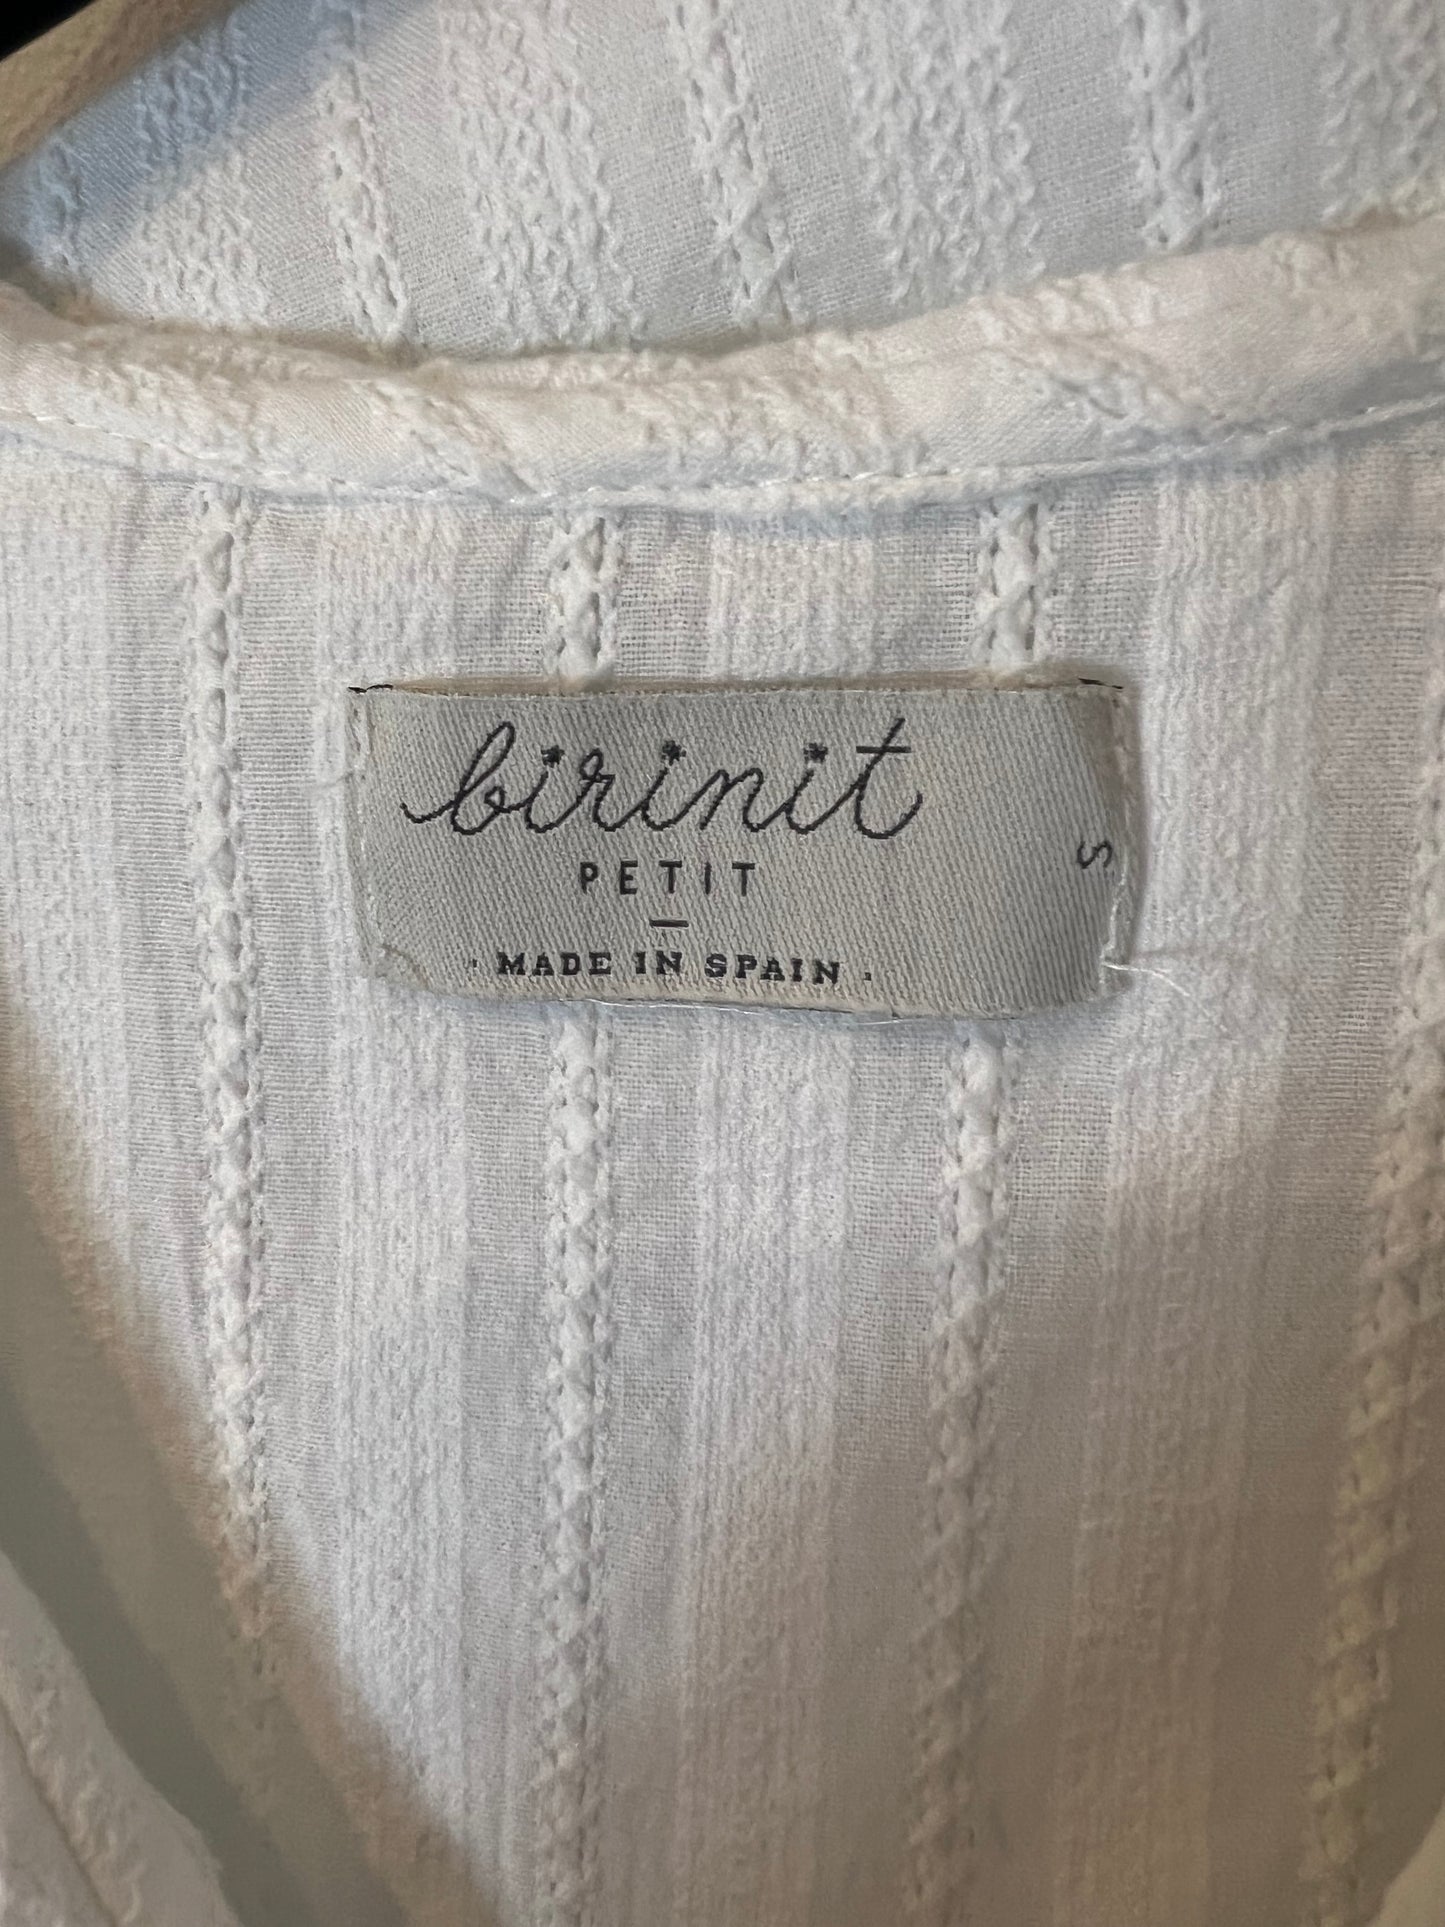 birinit
PETIT
S
· MADE IN SPAIN ·